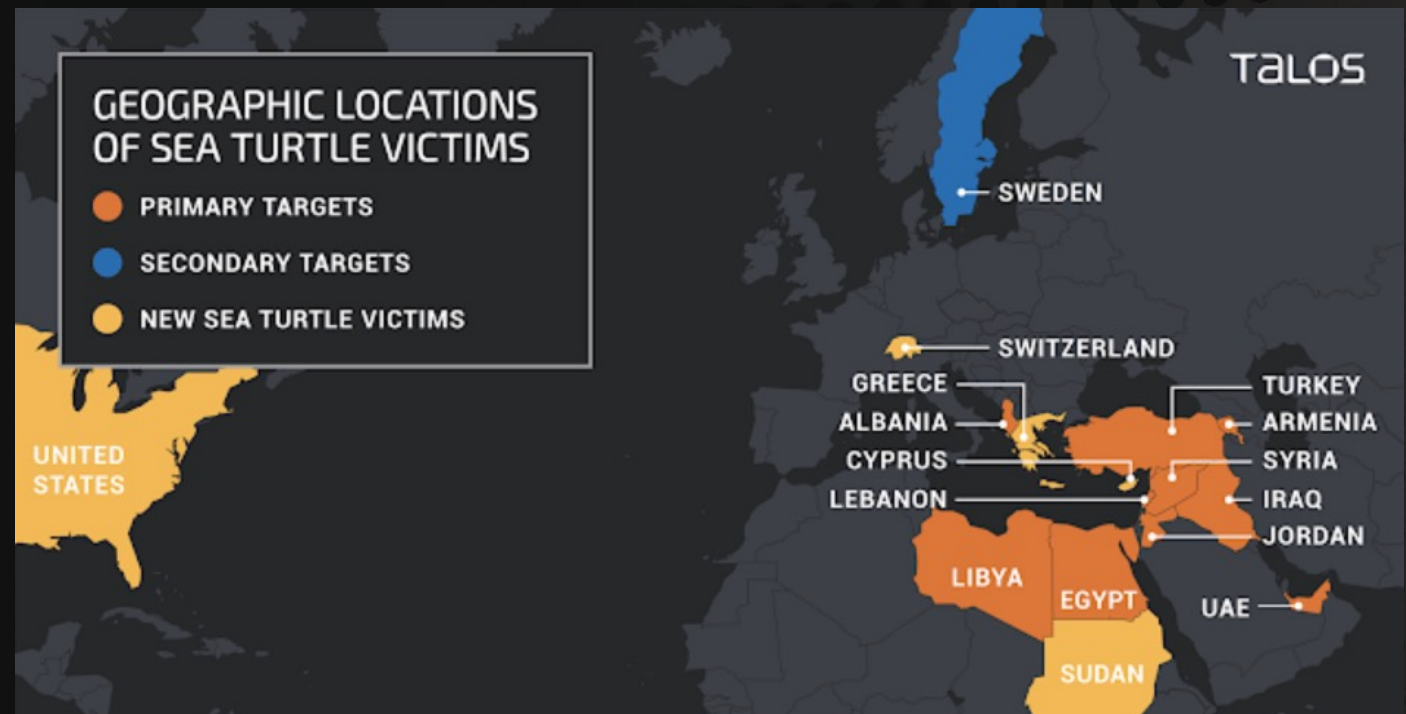 GEOGRAPHIC LOCATIONS
OF SEA TURTLE VICTIMS
PRIMARY TARGETS
SECONDARY TARGETS
NEW SEA TURTLE VICTIMS
TALOS
SWEDEN
SWITZERLAND
GREECE
TURKEY
ALBANIA
ARMENIA
CYPRUS
SYRIA
LEBANON
IRAQ
JORDAN
UNITED
STATES
LIBYA
EGYPT
UAE
SUDAN